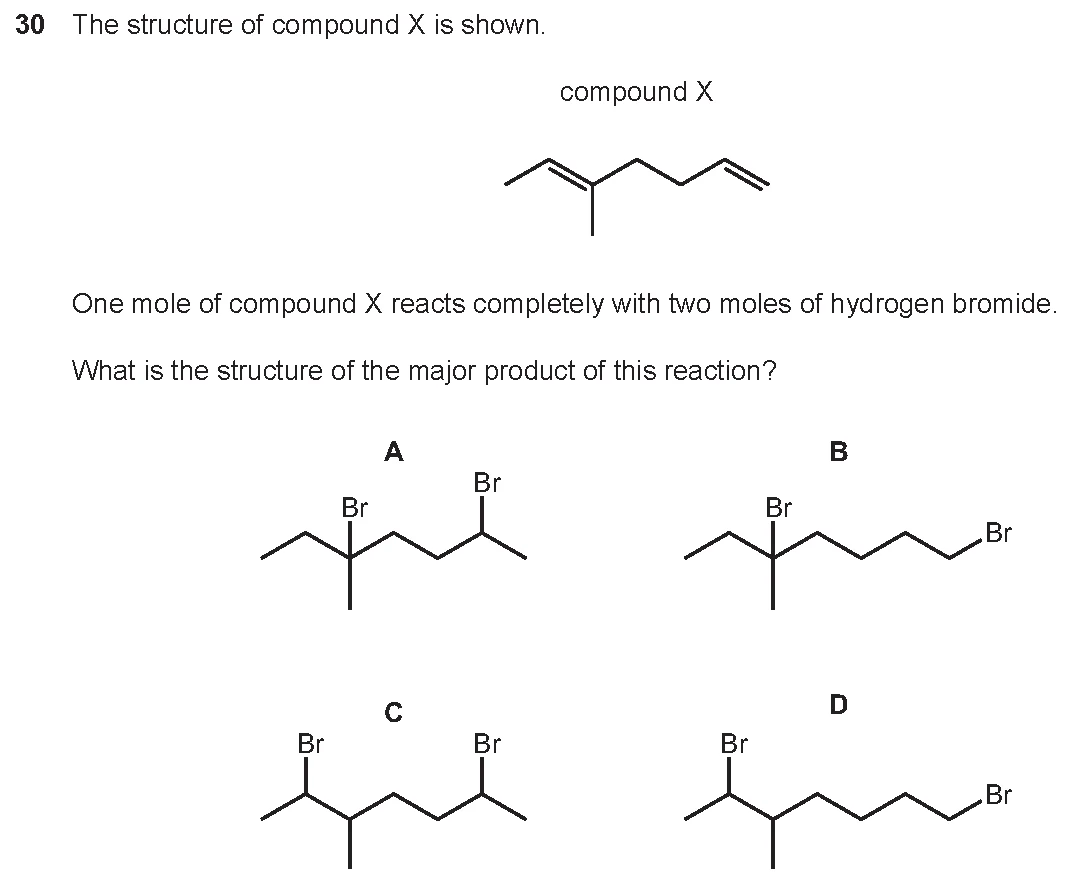 30 The structure of compound X is shown.
compound X
One mole of compound X reacts completely with two moles of hydrogen bromide.
What is the structure of the major product of this reaction?
A B
Br Br
Br Br
C D
Br Br Br
Br